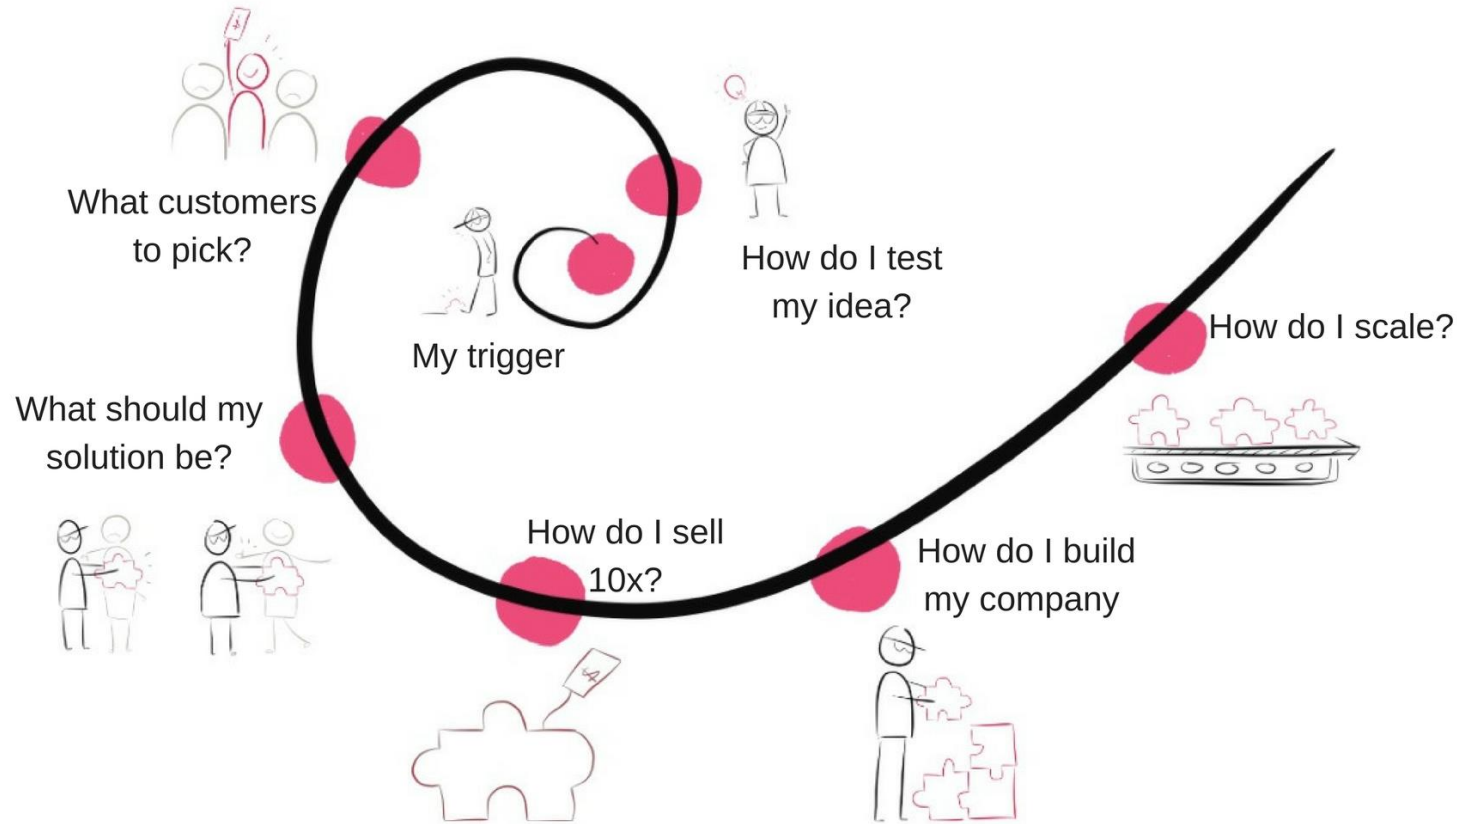 My trigger
How do I test
my idea?
What customers
to pick?
What should my
solution be?
How do I sell
10x?
How do I build
my company
How do I scale?